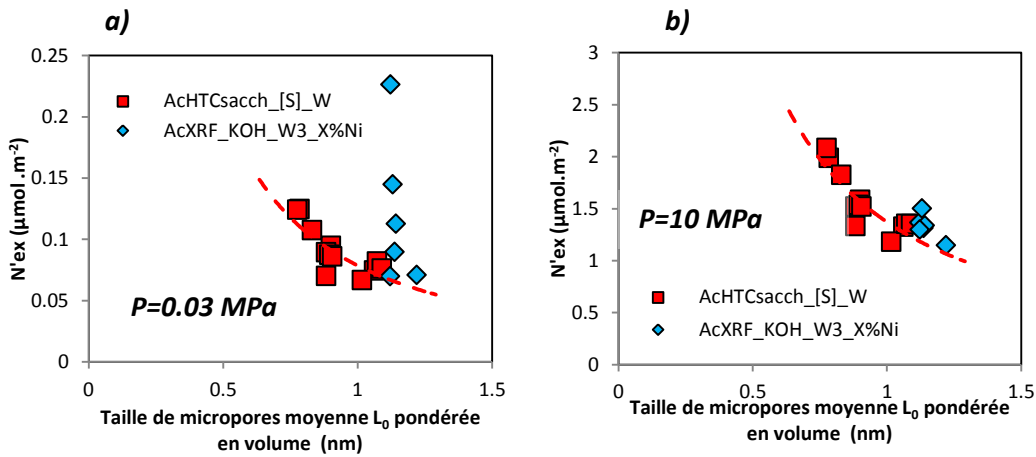 a)
N'ex (µmol.m⁻²)
0.25
0.2
0.15
0.1
0.05
0
AcHTCsacch_[S]_W
AcXRF_KOH_W3_X%Ni
P=0.03 MPa
0
0.5
1
1.5
Taille de micropores moyenne L₀ pondérée
en volume (nm)
b)
N'ex (µmol.m⁻²)
3
2.5
2
1.5
1
0.5
0
P=10 MPa
AcHTCsacch_[S]_W
AcXRF_KOH_W3_X%Ni
0
0.5
1
1.5
Taille de micropores moyenne L₀ pondérée
en volume (nm)